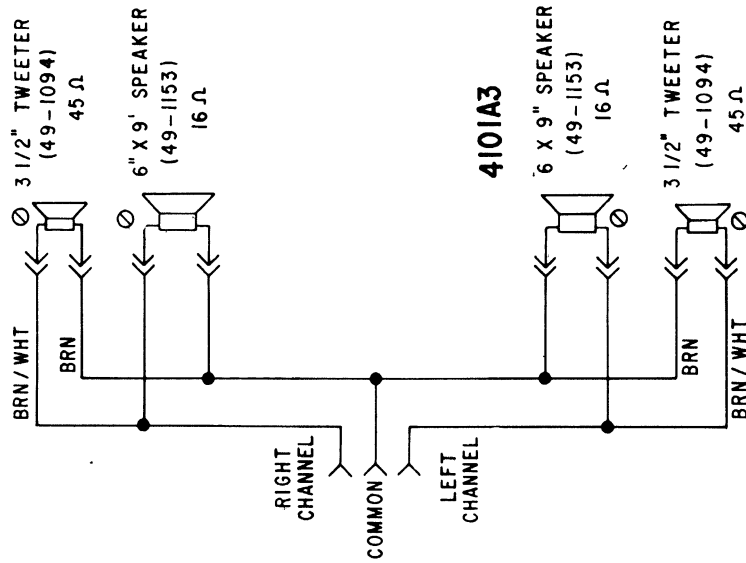 3 1/2" TWEETER
(49-1094)
45 Ω
6" X 9' SPEAKER
(49-1153)
16 Ω
4101A3
6 X 9" SPEAKER
(49-1153)
16 Ω
3 1/2" TWEETER
(49-1094)
45 Ω
BRN/WHT
BRN
BRN
BRN/WHT
RIGHT
CHANNEL
COMMON
LEFT
CHANNEL